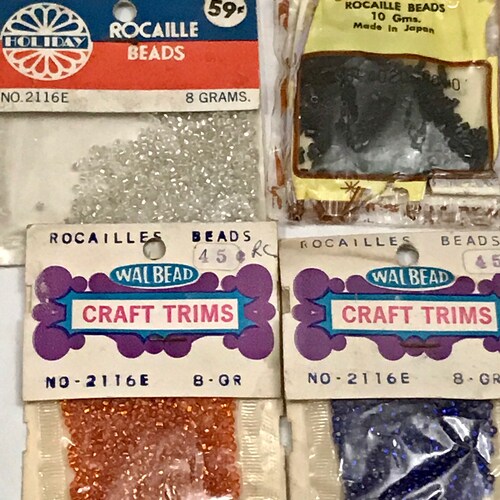 HOLIDAY
ROCAILLE
BEADS
59¢
NO. 2116E 8 GRAMS.
ROCAILLE BEADS
10 Gms.
Made in Japan
ROCAILLES BEADS
45¢ RC
WALBEAD
CRAFT TRIMS
NO-2116E 8-GR
ROCAILLES BEADS
45
WALBEAD
CRAFT TRIMS
NO-2116E 8-GR